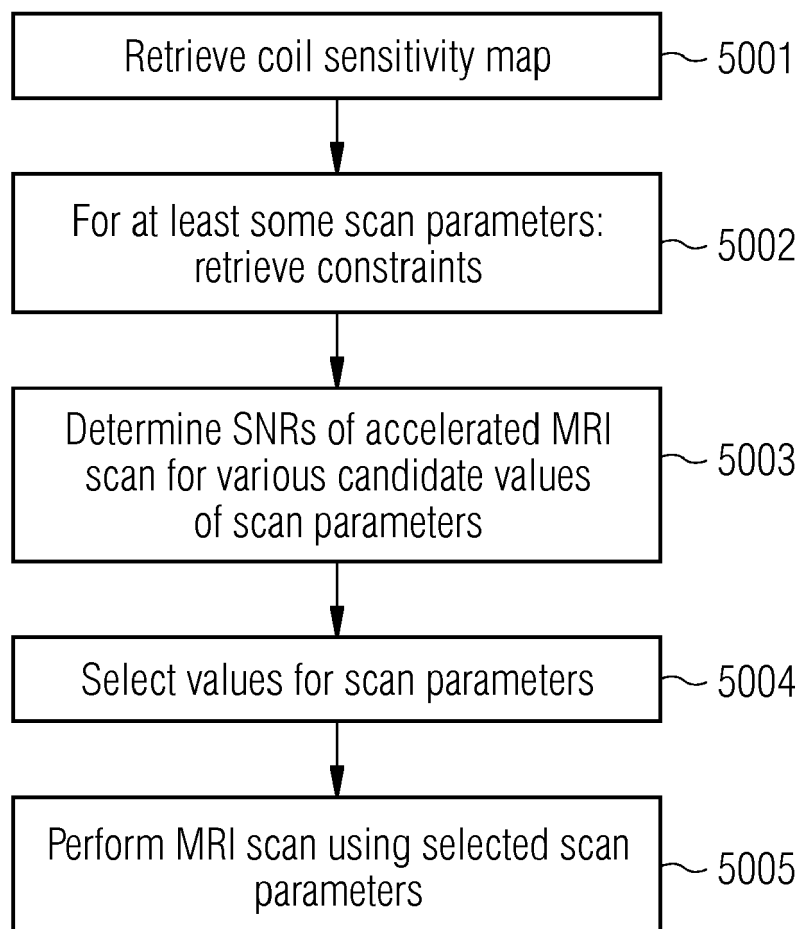 Retrieve coil sensitivity map
5001
For at least some scan parameters:
retrieve constraints
5002
Determine SNRs of accelerated MRI
scan for various candidate values
of scan parameters
5003
Select values for scan parameters
5004
Perform MRI scan using selected scan
parameters
5005